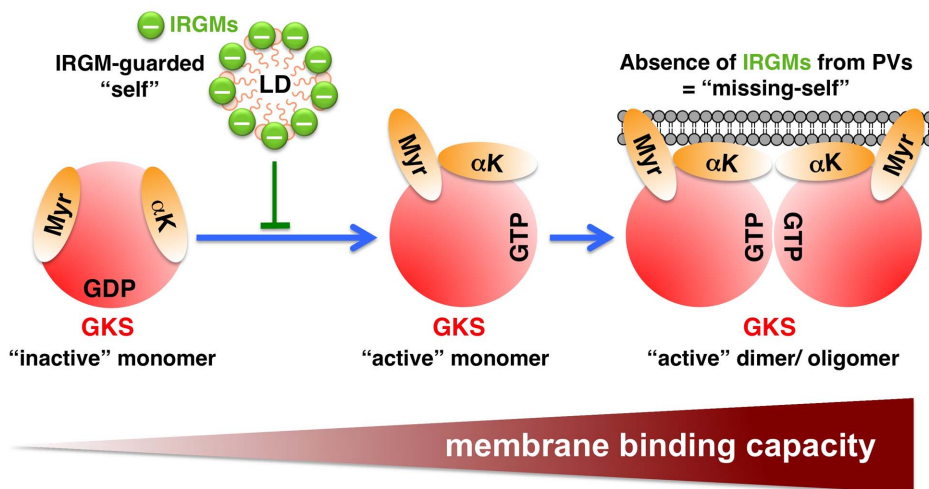 IRGMs
IRGM-guarded
“self”
LD
Absence of IRGMs from PVs
= “missing-self”
Myr
αK
GDP
GKS
“inactive” monomer
Myr
αK
GTP
GKS
“active” monomer
Myr
αK
αK
Myr
GTP
GTP
GKS
“active” dimer/ oligomer
membrane binding capacity